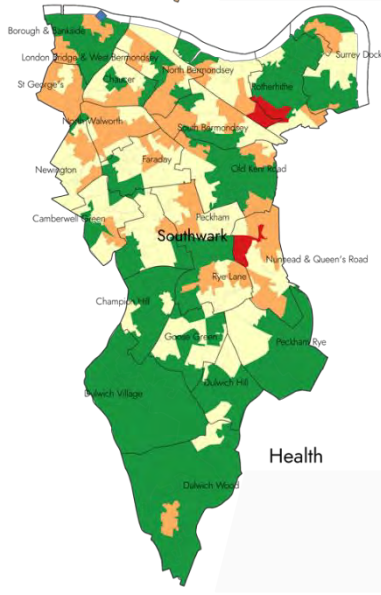 Borough & Bankside
London Bridge & West Bermondsey
Surrey Dock
North Bermondsey
Chaucer
St George's
Rotherhithe
North Walworth
South Bermondsey
Faraday
Newington
Old Kent Road
Camberwell Green
Peckham
Southwark
Nunhead & Queen's Road
Rye Lane
Champion Hill
Goose Green
Peckham Rye
Dulwich Hill
Dulwich Village
Health
Dulwich Wood